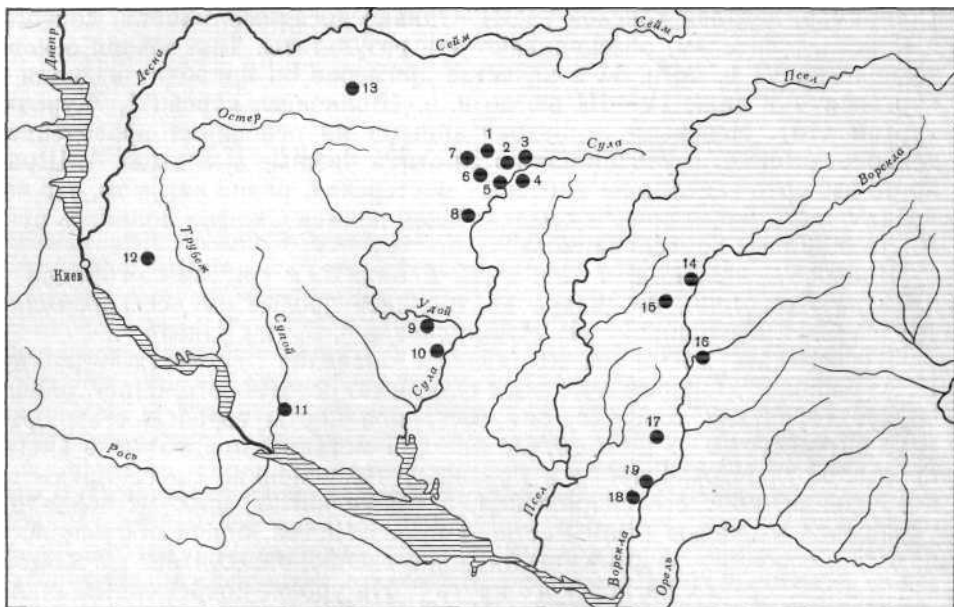 Днепр
Десна
Сейм
Сейм
Псел
13
Остер
1
2
3
Сула
7
6
5
4
Ворскла
8
12
Киев
Трубеж
14
15
Супой
Удой
9
10
16
Сула
11
17
Рось
19
18
Псел
Ворскла
Орель